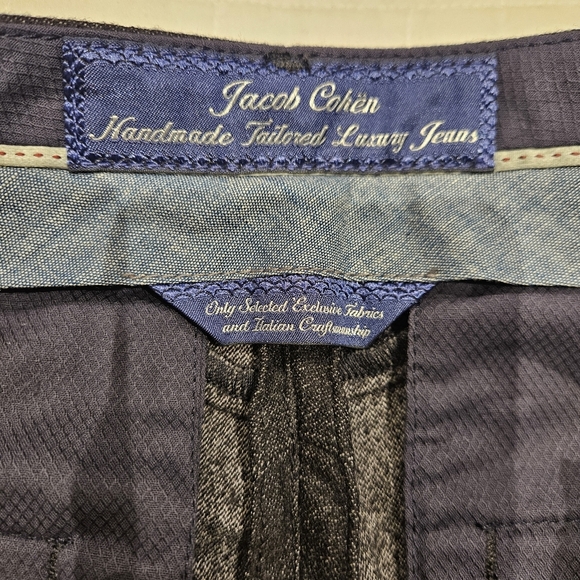 Jacob Cohën
Handmade Tailored Luxury Jeans
Only Selected Exclusive Fabrics
and Italian Craftsmanship